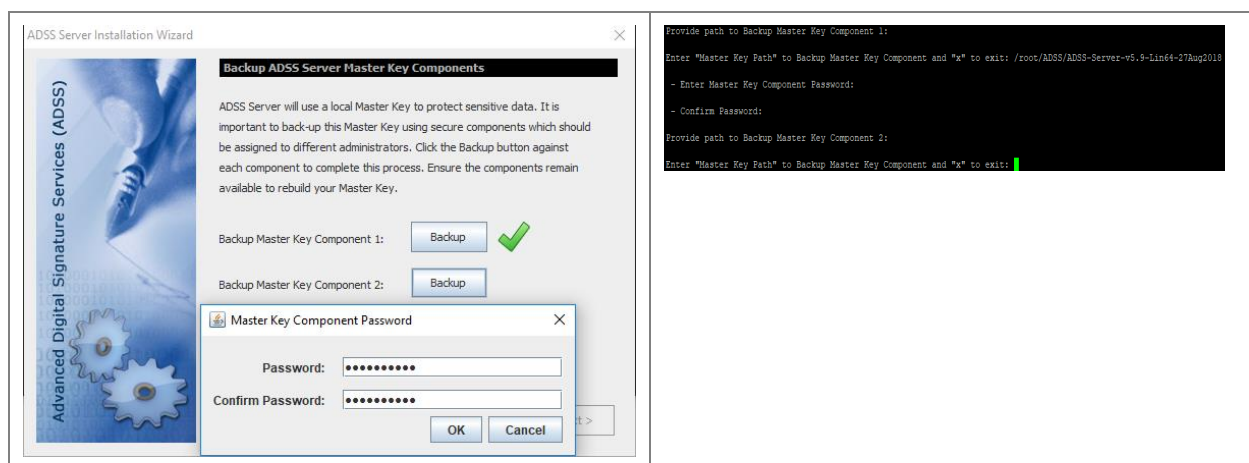 ADSS Server Installation Wizard
Advanced Digital Signature Services (ADSS)
Backup ADSS Server Master Key Components
ADSS Server will use a local Master Key to protect sensitive data. It is
important to back-up this Master Key using secure components which should
be assigned to different administrators. Click the Backup button against
each component to complete this process. Ensure the components remain
available to rebuild your Master Key.
Backup Master Key Component 1:
Backup
Backup Master Key Component 2:
Backup
Master Key Component Password
Password:
Confirm Password:
OK
Cancel
Provide path to Backup Master Key Component 1:
Enter "Master Key Path" to Backup Master Key Component and "x" to exit: /root/ADSS/ADSS-Server-v5.9-Lin64-27Aug2018
- Enter Master Key Component Password:
- Confirm Password:
Provide path to Backup Master Key Component 2:
Enter "Master Key Path" to Backup Master Key Component and "x" to exit: